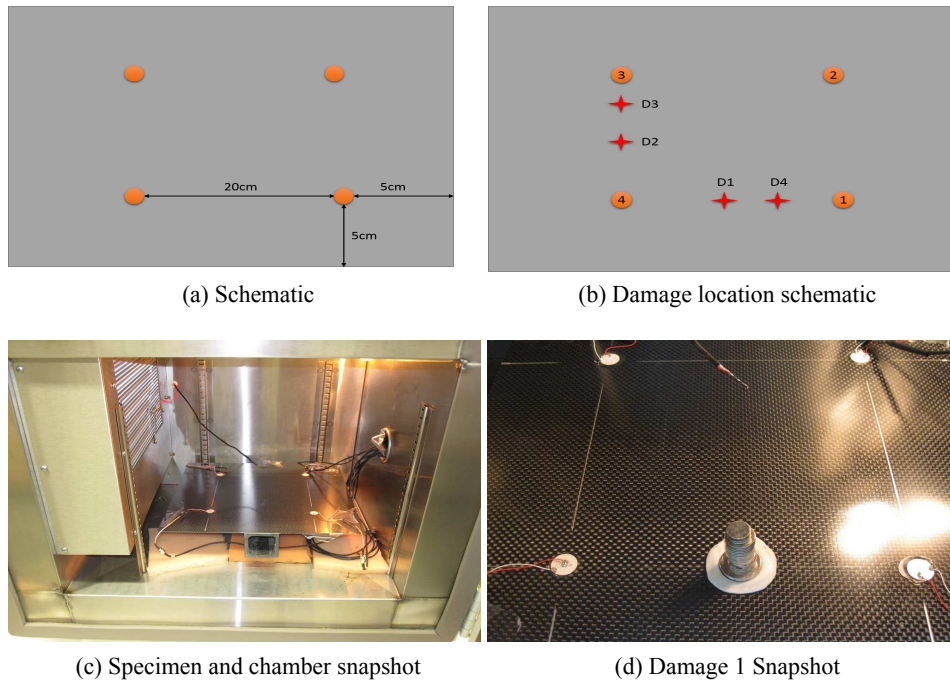 20cm
5cm
5cm
(a) Schematic
3
2
D3
D2
D1
D4
4
1
(b) Damage location schematic
(c) Specimen and chamber snapshot
(d) Damage 1 Snapshot